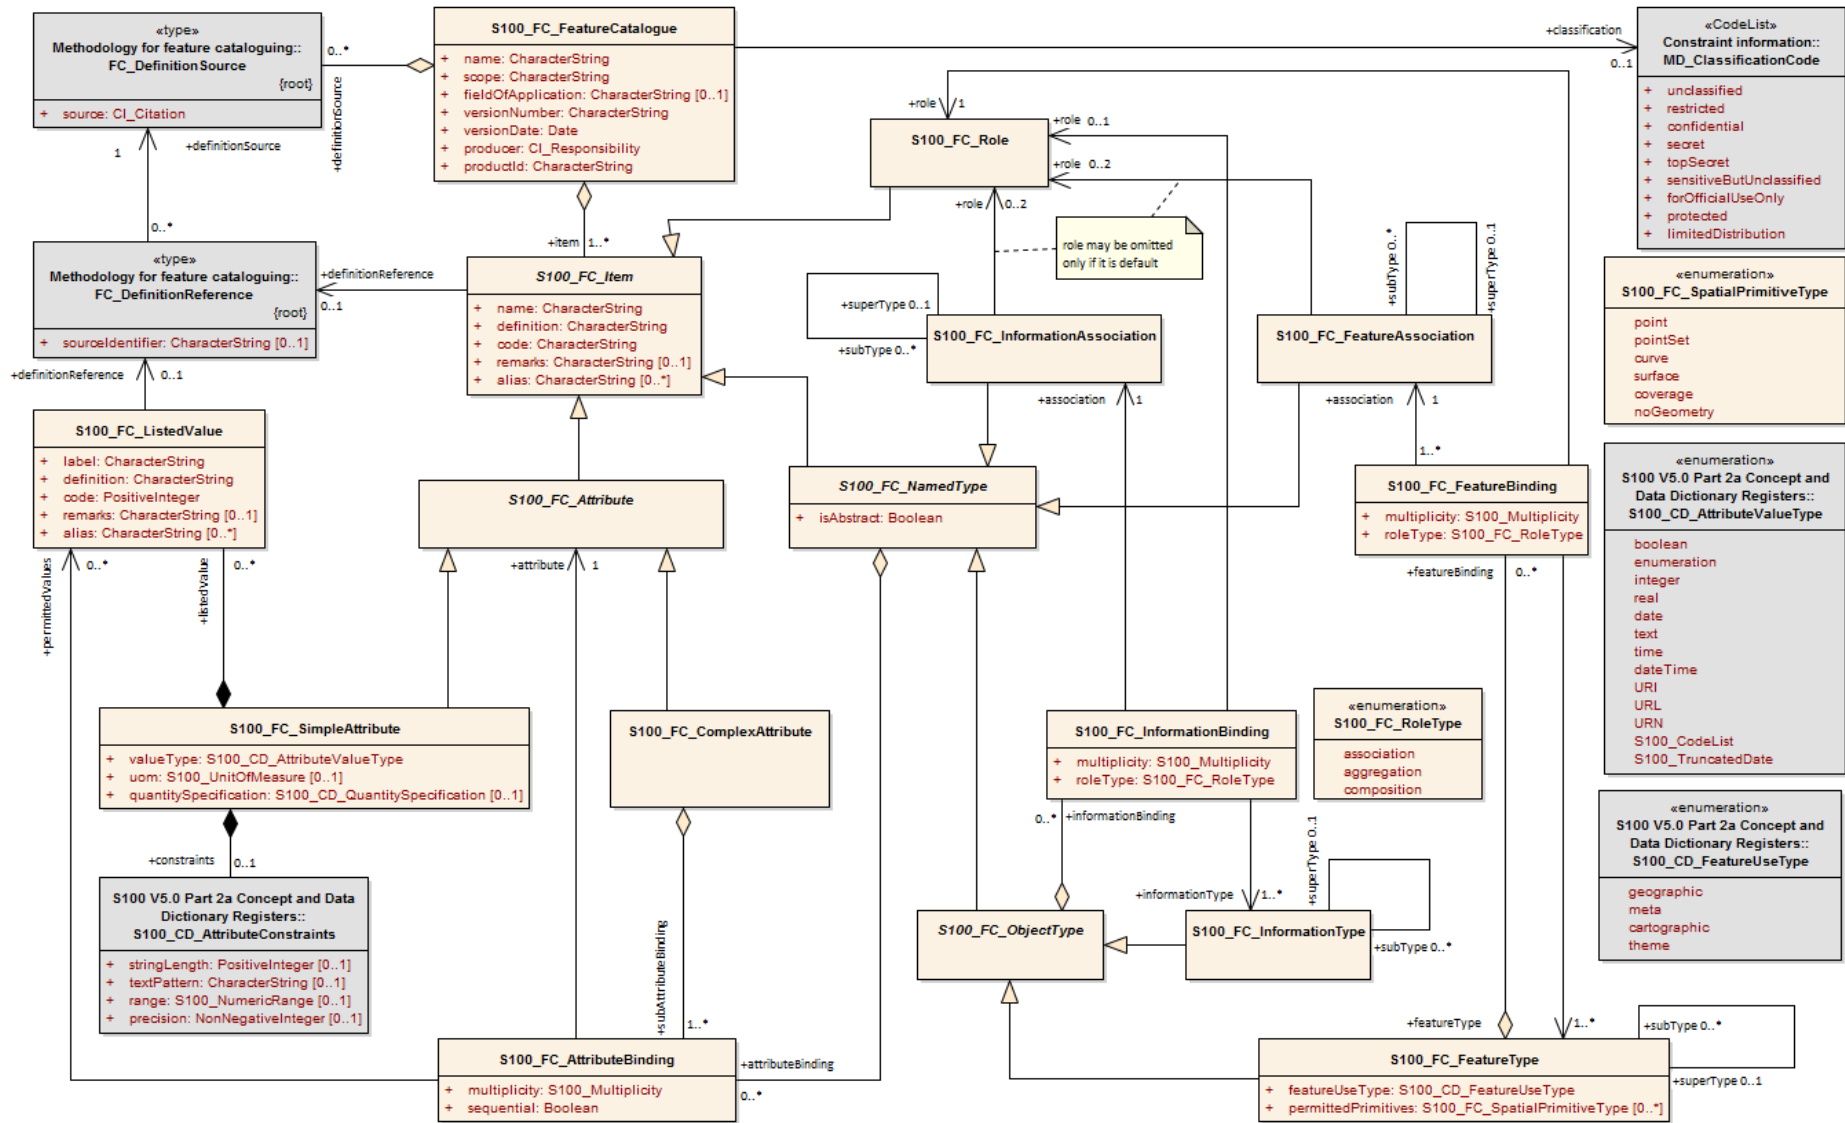 «type»
Methodology for feature cataloguing::
FC_DefinitionSource
{root}
+ source: CI_Citation
0..*
+definitionSource
S100_FC_FeatureCatalogue
+ name: CharacterString
+ scope: CharacterString
+ fieldOfApplication: CharacterString [0..1]
+ versionNumber: CharacterString
+ versionDate: Date
+ producer: CI_Responsibility
+ productId: CharacterString
+classification
0..1
«CodeList»
Constraint information::
MD_ClassificationCode
+ unclassified
+ restricted
+ confidential
+ secret
+ topSecret
+ sensitiveButUnclassified
+ forOfficialUseOnly
+ protected
+ limitedDistribution
1
+definitionSource
0..*
+role 1
S100_FC_Role
+role 0..1
+role 0..2
+role 0..2
role may be omitted
only if it is default
+item 1..*
«type»
Methodology for feature cataloguing::
FC_DefinitionReference
{root}
+ sourceIdentifier: CharacterString [0..1]
+definitionReference
0..1
S100_FC_Item
+ name: CharacterString
+ definition: CharacterString
+ code: CharacterString
+ remarks: CharacterString [0..1]
+ alias: CharacterString [0..*]
+superType 0..1
+subType 0..*
S100_FC_InformationAssociation
+subType 0..*
+superType 0..1
S100_FC_FeatureAssociation
«enumeration»
S100_FC_SpatialPrimitiveType
point
pointSet
curve
surface
coverage
noGeometry
+definitionReference 0..1
S100_FC_ListedValue
+ label: CharacterString
+ definition: CharacterString
+ code: PositiveInteger
+ remarks: CharacterString [0..1]
+ alias: CharacterString [0..*]
+association 1
+association 1
1..*
S100_FC_Attribute
S100_FC_NamedType
+ isAbstract: Boolean
S100_FC_FeatureBinding
+ multiplicity: S100_Multiplicity
+ roleType: S100_FC_RoleType
«enumeration»
S100 V5.0 Part 2a Concept and
Data Dictionary Registers::
S100_CD_AttributeValueType
boolean
enumeration
integer
real
date
text
time
dateTime
URI
URL
URN
S100_CodeList
S100_TruncatedDate
+permittedValues
0..*
+listedValue
0..*
+attribute 1
+featureBinding 0..*
S100_FC_SimpleAttribute
+ valueType: S100_CD_AttributeValueType
+ uom: S100_UnitOfMeasure [0..1]
+ quantitySpecification: S100_CD_QuantitySpecification [0..1]
S100_FC_ComplexAttribute
S100_FC_InformationBinding
+ multiplicity: S100_Multiplicity
+ roleType: S100_FC_RoleType
«enumeration»
S100_FC_RoleType
association
aggregation
composition
«enumeration»
S100 V5.0 Part 2a Concept and
Data Dictionary Registers::
S100_CD_FeatureUseType
geographic
meta
cartographic
theme
+constraints 0..1
S100 V5.0 Part 2a Concept and Data
Dictionary Registers::
S100_CD_AttributeConstraints
+ stringLength: PositiveInteger [0..1]
+ textPattern: CharacterString [0..1]
+ range: S100_NumericRange [0..1]
+ precision: NonNegativeInteger [0..1]
0..* +informationBinding
+superType 0..1
+informationType 1..*
S100_FC_ObjectType
S100_FC_InformationType
+subType 0..*
+subAttributeBinding
1..*
S100_FC_AttributeBinding
+ multiplicity: S100_Multiplicity
+ sequential: Boolean
+attributeBinding
0..*
+featureType
1..*
+subType 0..*
S100_FC_FeatureType
+ featureUseType: S100_CD_FeatureUseType
+ permittedPrimitives: S100_FC_SpatialPrimitiveType [0..*]
+superType 0..1